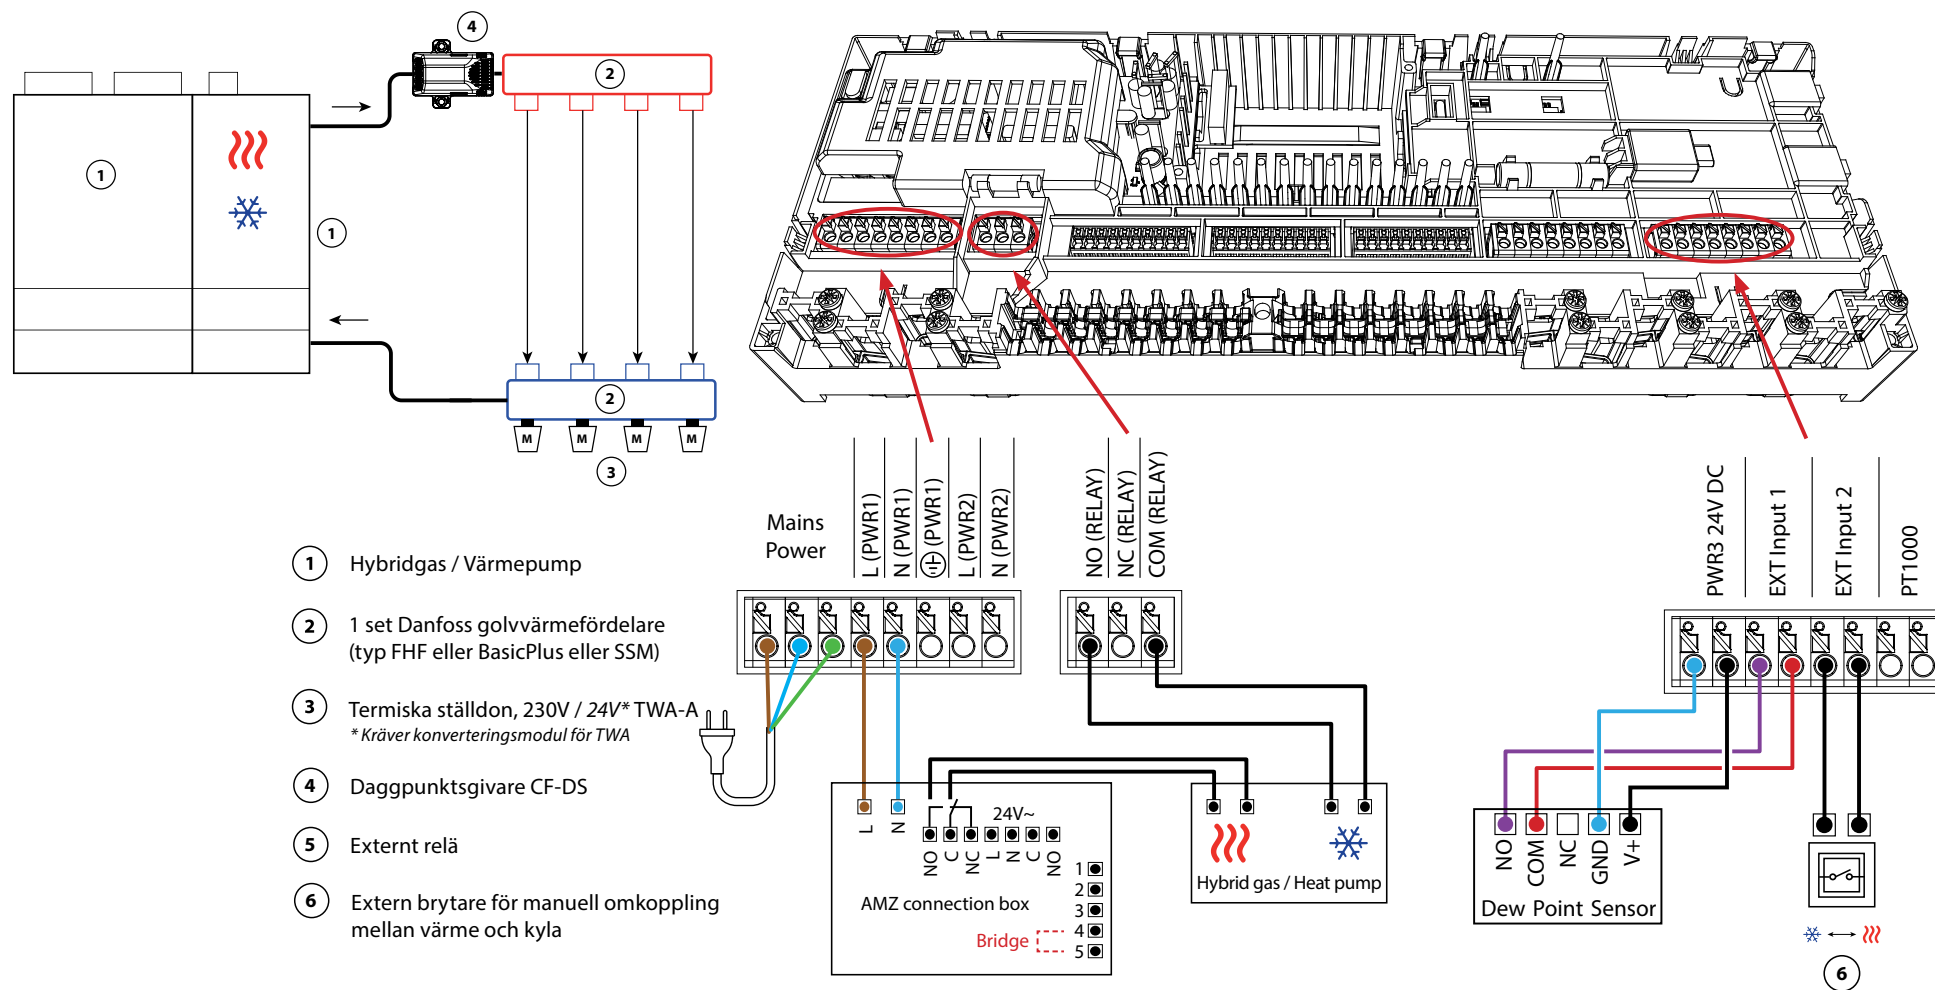 4
2
1
1
2
M
M
M
M
3
Mains
Power
L (PWR1)
N (PWR1)
(PWR1)
L (PWR2)
N (PWR2)
NO (RELAY)
NC (RELAY)
COM (RELAY)
PWR3 24V DC
EXT Input 1
EXT Input 2
PT1000
1 Hybridgas / Värmepump
2 1 set Danfoss golvvärmefördelare
(typ FHF eller BasicPlus eller SSM)
3 Termiska ställdon, 230V / 24V* TWA-A
* Kräver konverteringsmodul för TWA
4 Daggpunktsgivare CF-DS
5 Externt relä
6 Extern brytare för manuell omkoppling
mellan värme och kyla
L
N
24V~
NO
C
NC
L
N
C
NO
1
2
3
4
5
AMZ connection box
Bridge
Hybrid gas / Heat pump
NO
COM
NC
GND
V+
Dew Point Sensor
6